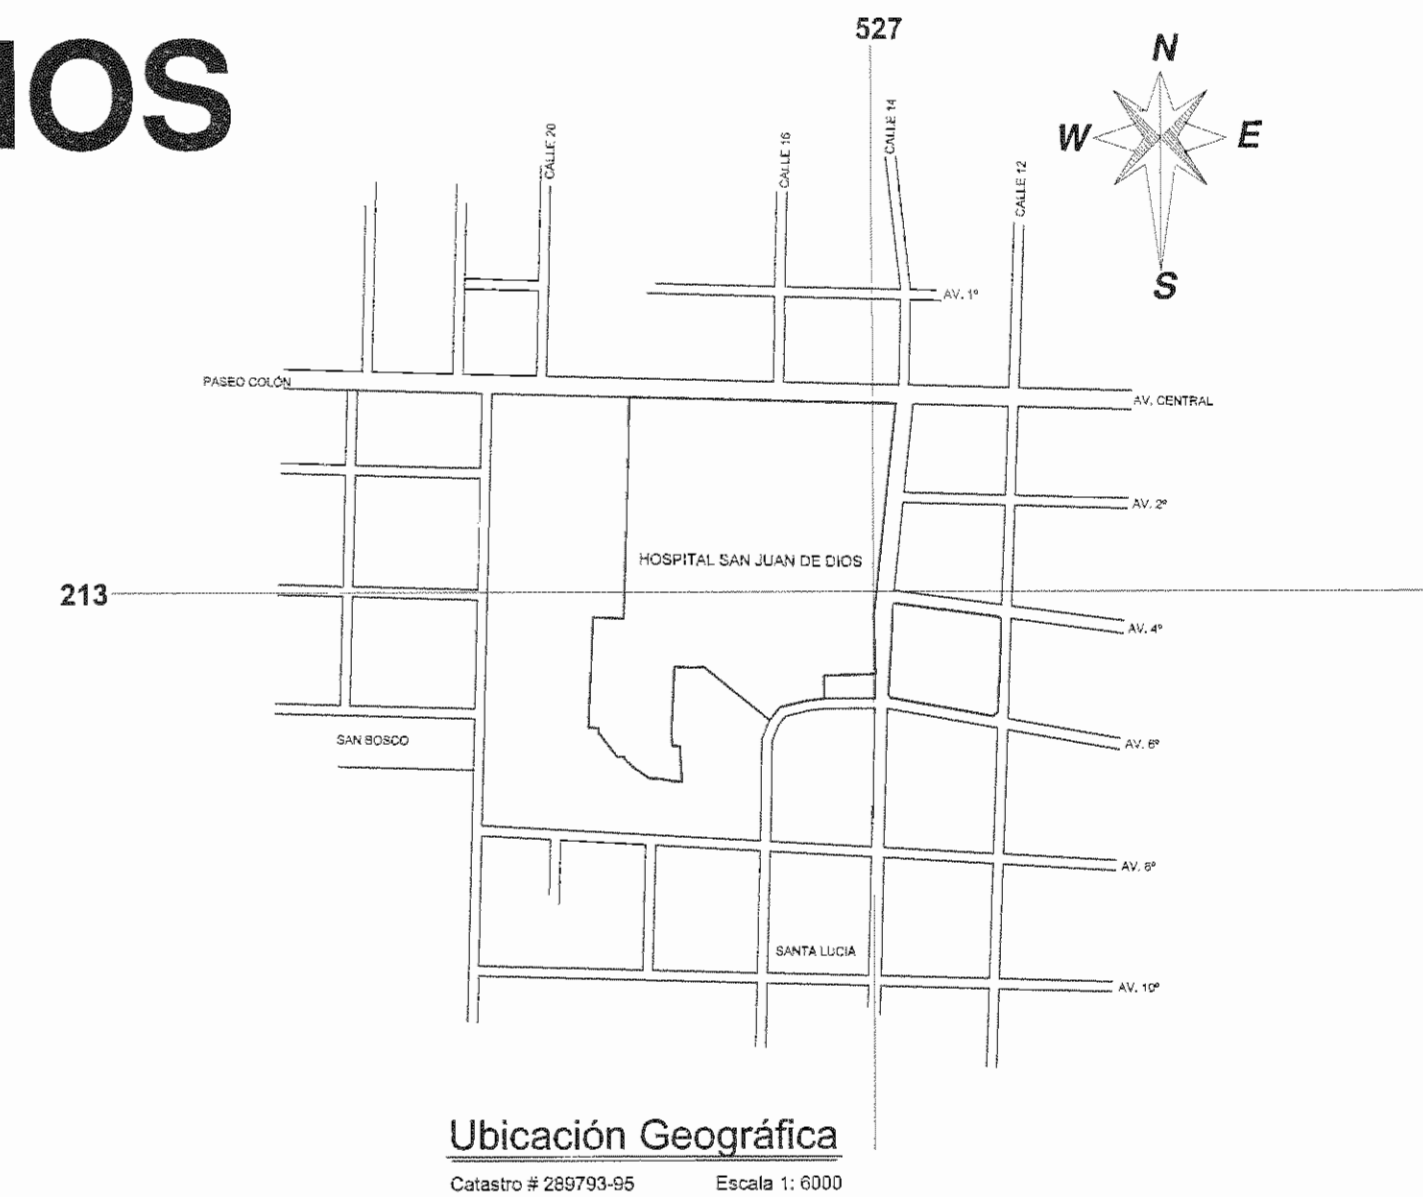 IOS
527
N
W
E
S
CALLE 20
CALLE 16
CALLE 14
CALLE 12
AV. 1º
PASEO COLÓN
AV. CENTRAL
AV. 2º
HOSPITAL SAN JUAN DE DIOS
213
AV. 4º
SAN BOSCO
AV. 6º
AV. 8º
SANTA LUCIA
AV. 10º
Ubicación Geográfica
Catastro # 289793-95 Escala 1: 6000